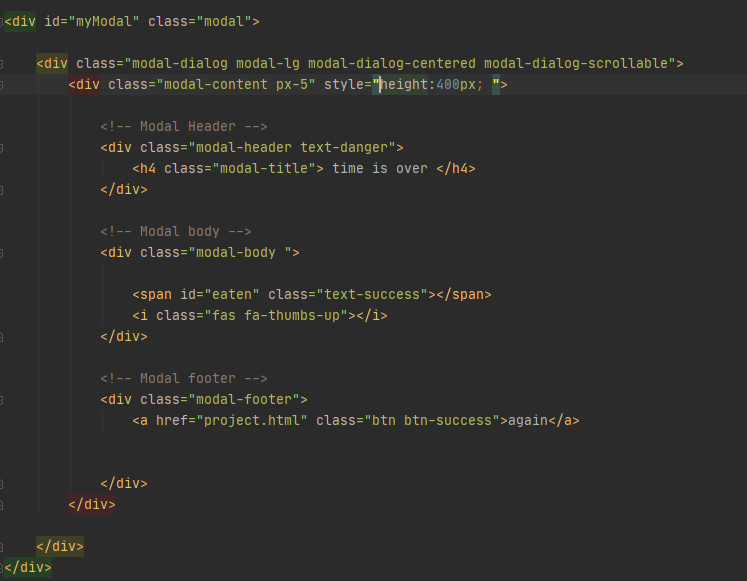 <div id="myModal" class="modal">
<div class="modal-dialog modal-lg modal-dialog-centered modal-dialog-scrollable">
<div class="modal-content px-5" style="height:400px; ">
<!-- Modal Header -->
<div class="modal-header text-danger">
<h4 class="modal-title"> time is over </h4>
</div>
<!-- Modal body -->
<div class="modal-body ">
<span id="eaten" class="text-success"></span>
<i class="fas fa-thumbs-up"></i>
</div>
<!-- Modal footer -->
<div class="modal-footer">
<a href="project.html" class="btn btn-success">again</a>
</div>
</div>
</div>
</div>